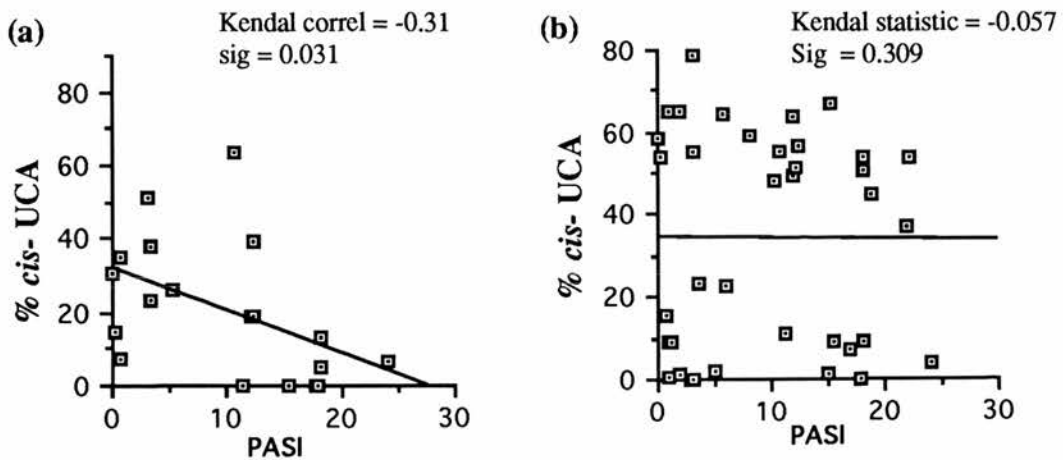 (a)
Kendal correl = -0.31
sig = 0.031
% cis- UCA
80
60
40
20
0
0 10 20 30
PASI
(b)
Kendal statistic = -0.057
Sig = 0.309
% cis- UCA
80
60
40
20
0
0 10 20 30
PASI